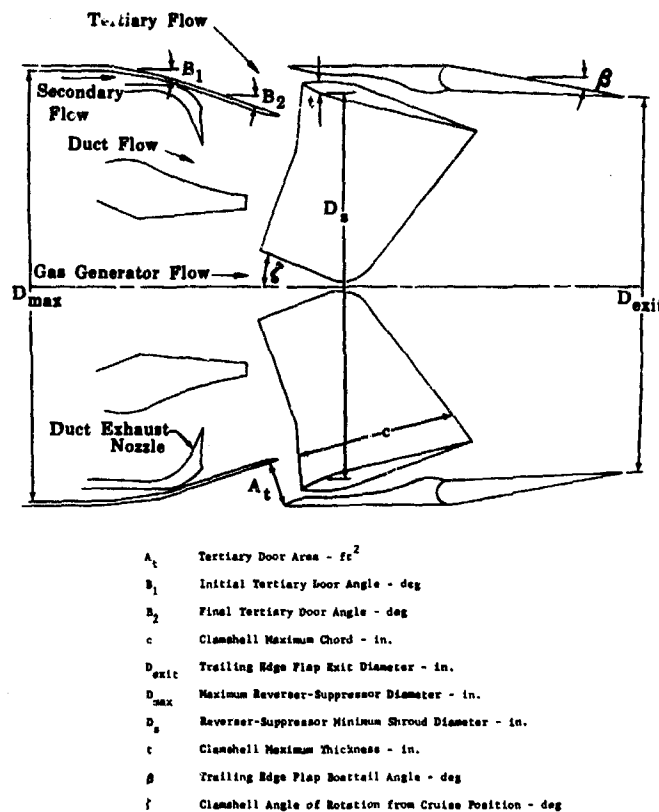 Tertiary Flow
B1
B2
β
Secondary
Flow
t
Duct Flow
Ds
ζ
Gas Generator Flow
Dmax
Dexit
c
Duct Exhaust
Nozzle
At
At Tertiary Door Area - ft2
B1 Initial Tertiary Door Angle - deg
B2 Final Tertiary Door Angle - deg
c Clamshell Maximum Chord - in.
Dexit Trailing Edge Flap Exit Diameter - in.
Dmax Maximum Reverser-Suppressor Diameter - in.
Ds Reverser-Suppressor Minimum Shroud Diameter - in.
t Clamshell Maximum Thickness - in.
β Trailing Edge Flap Boattail Angle - deg
ζ Clamshell Angle of Rotation from Cruise Position - deg